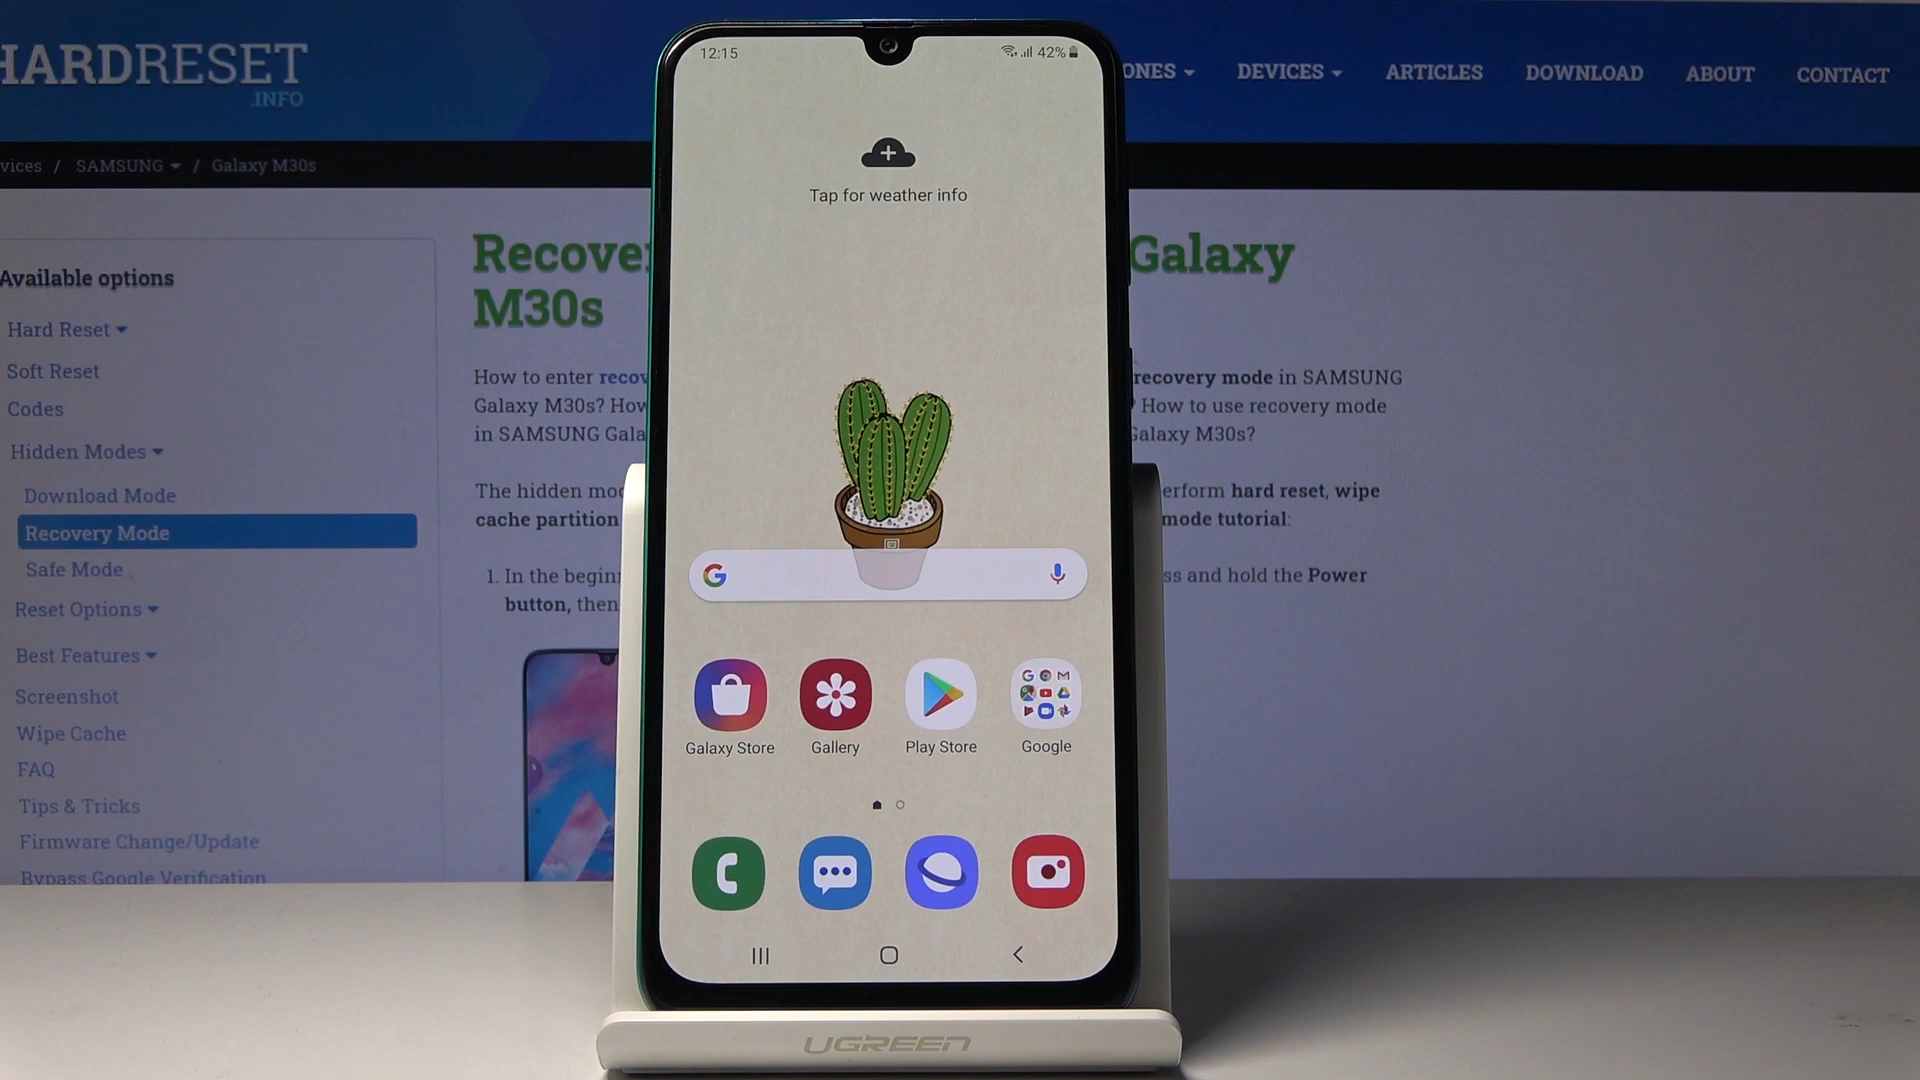 HARDRESET
.INFO
ONES
DEVICES
ARTICLES
DOWNLOAD
ABOUT
CONTACT
vices / SAMSUNG / Galaxy M30s
Available options
Hard Reset
Soft Reset
Codes
Hidden Modes
Download Mode
Recovery Mode
Safe Mode
Reset Options
Best Features
Screenshot
Wipe Cache
FAQ
Tips & Tricks
Firmware Change/Update
Bypass Google Verification
Recove Galaxy
M30s
How to enter recov recovery mode in SAMSUNG
Galaxy M30s? How ? How to use recovery mode
in SAMSUNG Gala Galaxy M30s?
The hidden mod erform hard reset, wipe
cache partition mode tutorial:
1. In the beginn ss and hold the Power
button, then
12:15
42%
Tap for weather info
Galaxy Store
Gallery
Play Store
Google
UGREEN